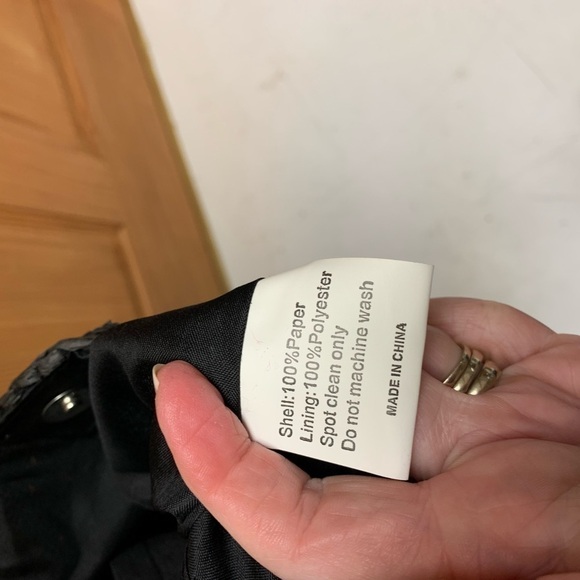 Shell:100%Paper
Lining:100%Polyester
Spot clean only
Do not machine wash
MADE IN CHINA